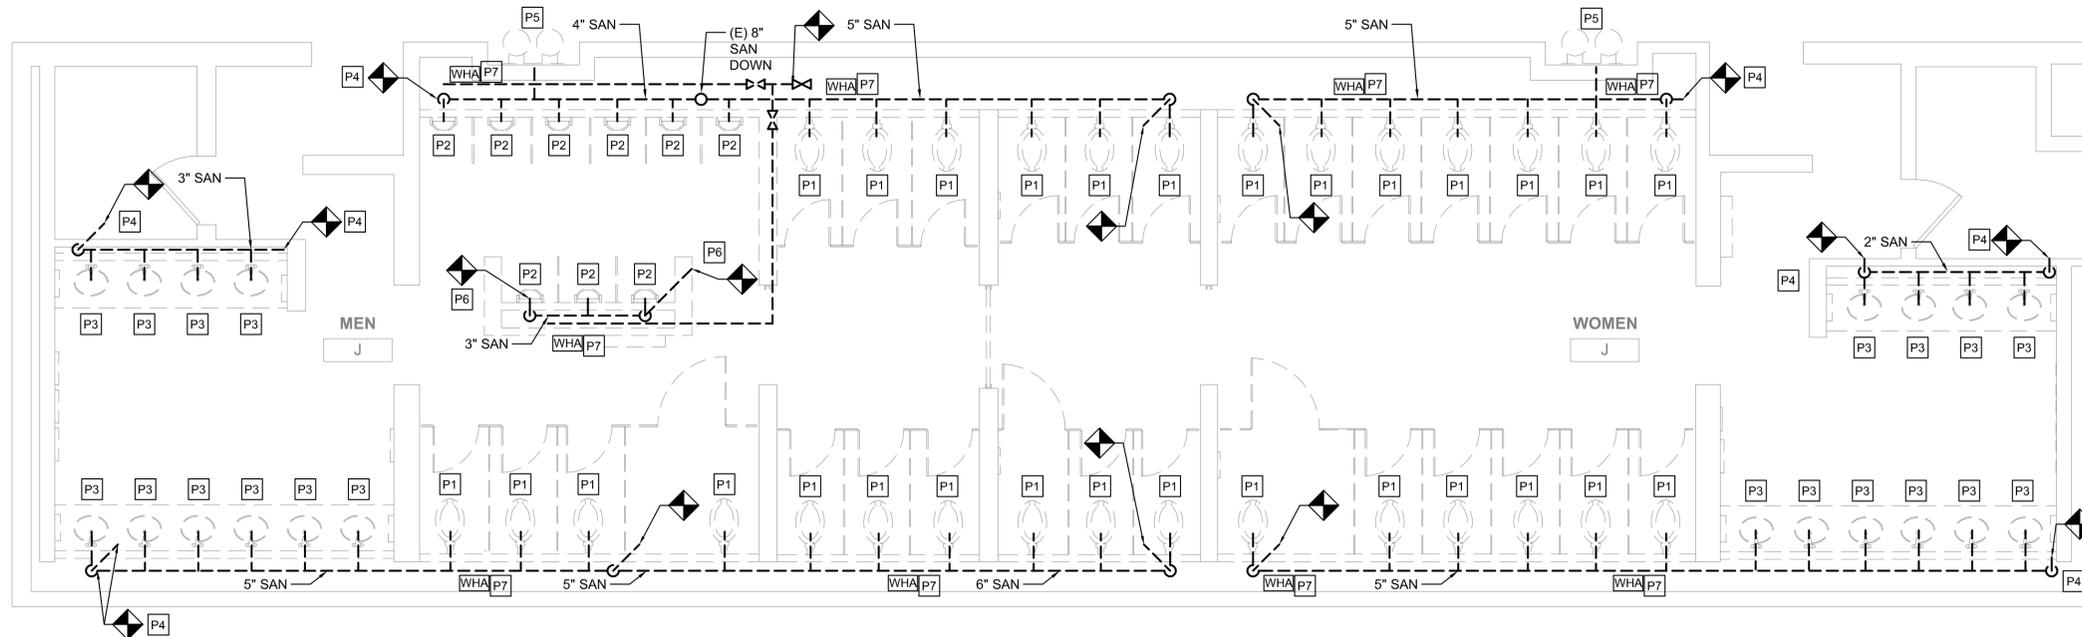 P5
4" SAN
(E) 8"
SAN
DOWN
5" SAN
5" SAN
P5
P4
WHA P7
WHA P7
WHA P7
WHA P7
P4
P2 P2 P2 P2 P2 P2
P1 P1 P1 P1 P1 P1
P1 P1 P1 P1 P1 P1 P1
3" SAN
P4
P4
P6
P2 P2 P2
P6
2" SAN
P4
P4
P3 P3 P3 P3
MEN
J
3" SAN
WHA P7
WOMEN
J
P3 P3 P3 P3
P3 P3 P3 P3 P3 P3
P1 P1 P1 P1
P1 P1 P1 P1 P1 P1
P1 P1 P1 P1 P1 P1
P3 P3 P3 P3 P3 P3
5" SAN
WHA P7
5" SAN
WHA P7
6" SAN
WHA P7
5" SAN
WHA P7
P4
P4